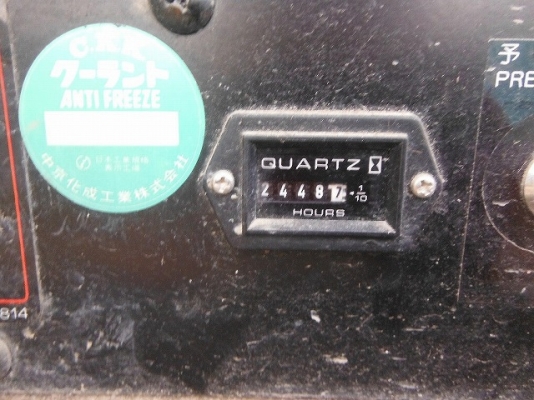 クーラント
ANTI FREEZE
中京化成工業株式会社
QUARTZ
2448
1/10
HOURS
予
PRE
814